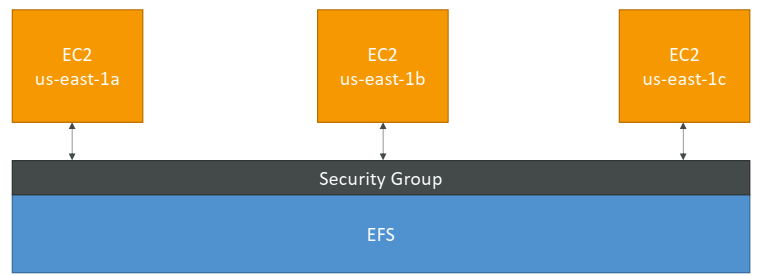 EC2
us-east-1a
EC2
us-east-1b
EC2
us-east-1c
Security Group
EFS